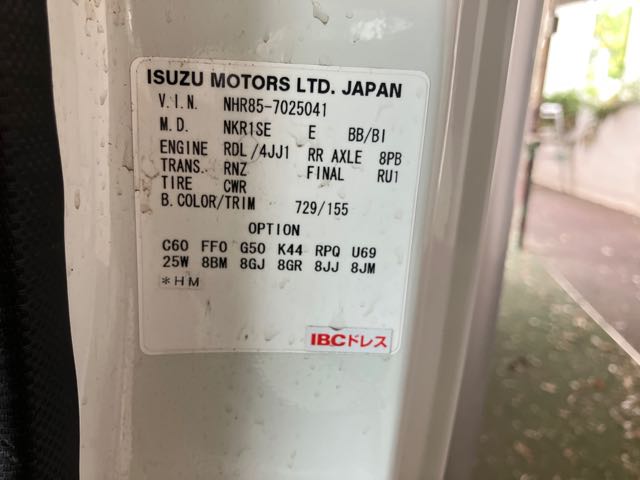 ISUZU MOTORS LTD. JAPAN
V.I.N. NHR85-7025041
M.D. NKR1SE E BB/BI
ENGINE RDL/4JJ1 RR AXLE 8PB
TRANS. RNZ FINAL RU1
TIRE CWR
B.COLOR/TRIM 729/155
OPTION
C60 FF0 G50 K44 RPQ U69
25W 8BM 8GJ 8GR 8JJ 8JM
*HM
IBCドレス